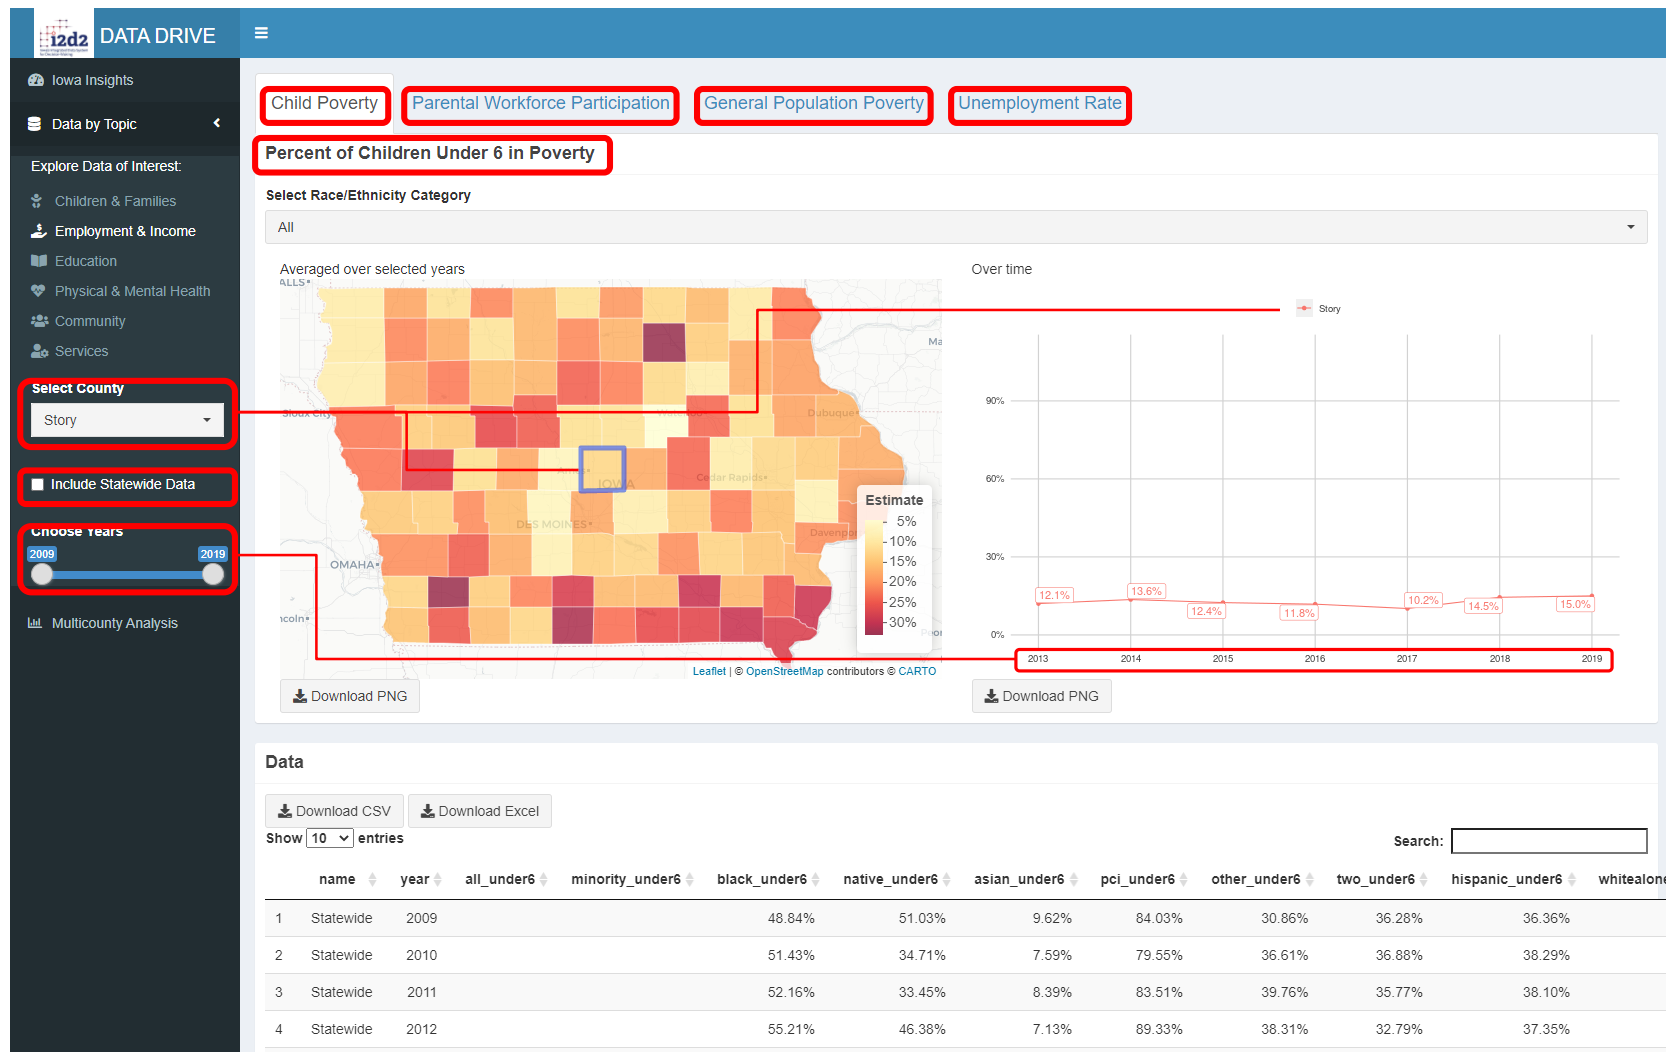 i2d2
DATA DRIVE
Iowa Insights
Data by Topic
Explore Data of Interest:
Children & Families
Employment & Income
Education
Physical & Mental Health
Community
Services
Select County
Story
Include Statewide Data
Choose Years
2009 2019
Multicounty Analysis
Child Poverty Parental Workforce Participation General Population Poverty Unemployment Rate
Percent of Children Under 6 in Poverty
Select Race/Ethnicity Category
All
Averaged over selected years
ALLS
Ma
Sioux City
Waterloo
Dubuque
Ames
IOWA
Cedar Rapids
DES MOINES
Davenpor
OMAHA
ncoln
Peor
Estimate
5%
10%
15%
20%
25%
30%
Leaflet | © OpenStreetMap contributors © CARTO
Download PNG
Over time
Story
90%
60%
30%
0%
12.1% 13.6% 12.4% 11.8% 10.2% 14.5% 15.0%
2013 2014 2015 2016 2017 2018 2019
Download PNG
Data
Download CSV Download Excel
Show 10 entries
Search:
name year all_under6 minority_under6 black_under6 native_under6 asian_under6 pci_under6 other_under6 two_under6 hispanic_under6 whitealone
1 Statewide 2009 48.84% 51.03% 9.62% 84.03% 30.86% 36.28% 36.36%
2 Statewide 2010 51.43% 34.71% 7.59% 79.55% 36.61% 36.88% 38.29%
3 Statewide 2011 52.16% 33.45% 8.39% 83.51% 39.76% 35.77% 38.10%
4 Statewide 2012 55.21% 46.38% 7.13% 89.33% 38.31% 32.79% 37.35%